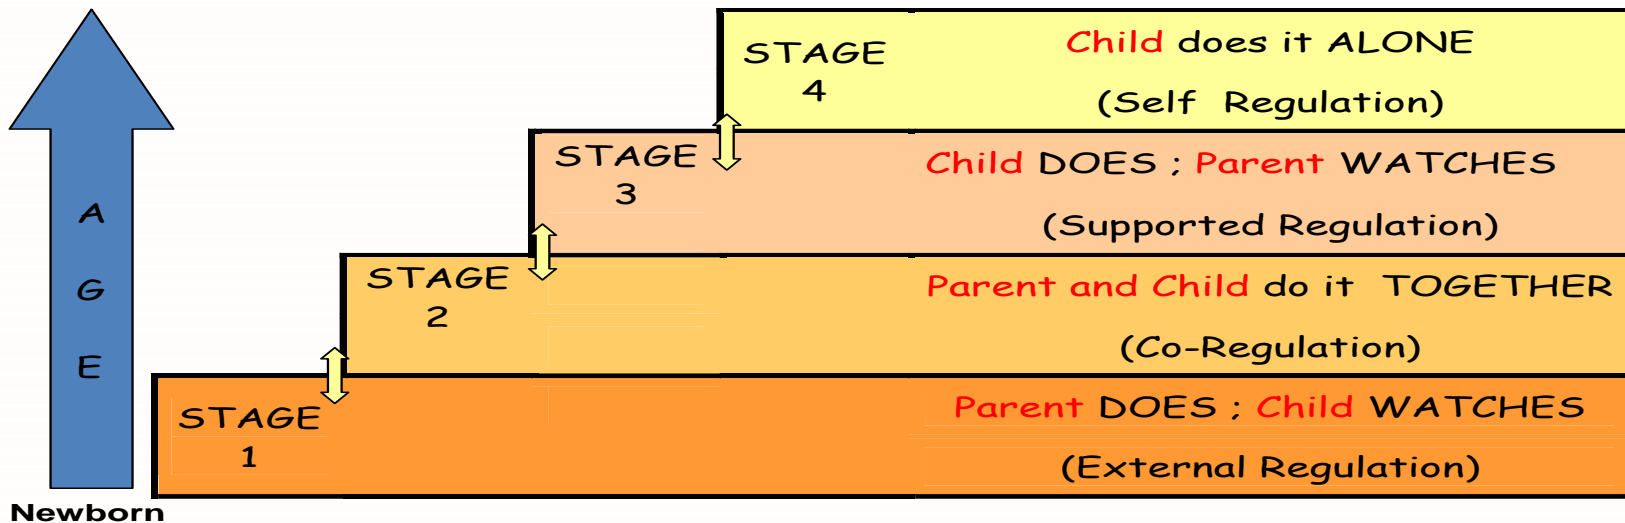 STAGE
4
Child does it ALONE
(Self Regulation)
STAGE
3
Child DOES ; Parent WATCHES
(Supported Regulation)
STAGE
2
Parent and Child do it TOGETHER
(Co-Regulation)
STAGE
1
Parent DOES ; Child WATCHES
(External Regulation)
A
G
E
Newborn